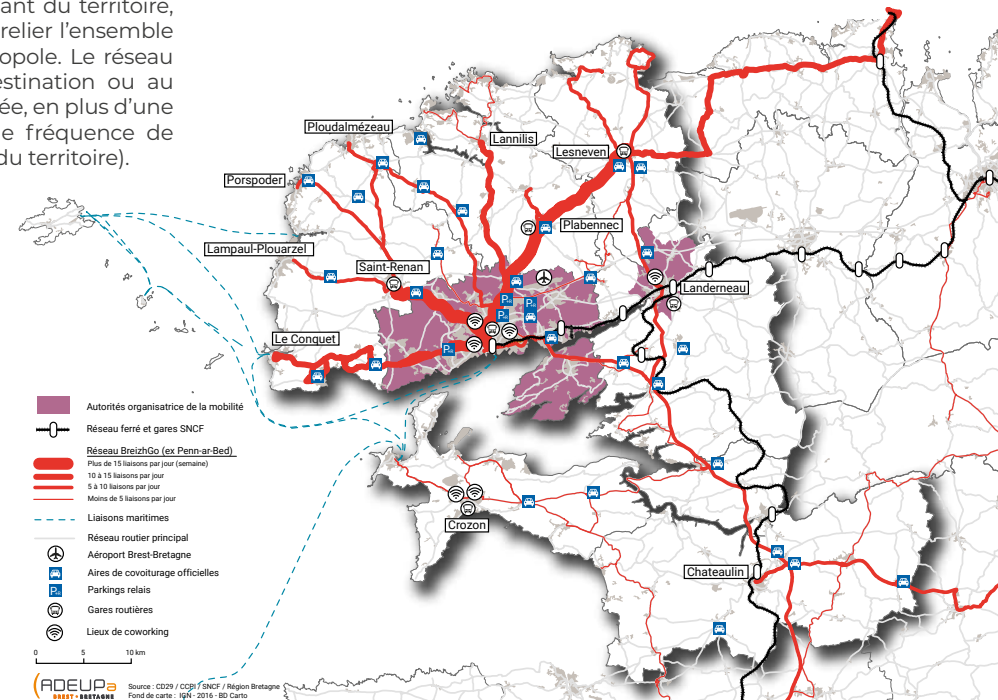 ant du territoire,
relier l'ensemble
opole. Le réseau
estination ou au
ée, en plus d'une
e fréquence de
du territoire).
Ploudalmézeau
Lannilis
Lesneven
Porspoder
Plabennec
Lampaul-Plouarzel
Saint-Renan
Landerneau
Le Conquet
Crozon
Chateaulin
Autorités organisatrice de la mobilité
Réseau ferré et gares SNCF
Réseau BreizhGo (ex Penn-ar-Bed)
Plus de 15 liaisons par jour (semaine)
10 à 15 liaisons par jour
5 à 10 liaisons par jour
Moins de 5 liaisons par jour
Liaisons maritimes
Réseau routier principal
Aéroport Brest-Bretagne
Aires de covoiturage officielles
Parkings relais
Gares routières
Lieux de coworking
0 5 10 km
ADEUPa
BREST • BRETAGNE
Source : CD29 / CCPI / SNCF / Région Bretagne
Fond de carte : IGN - 2016 - BD Carto